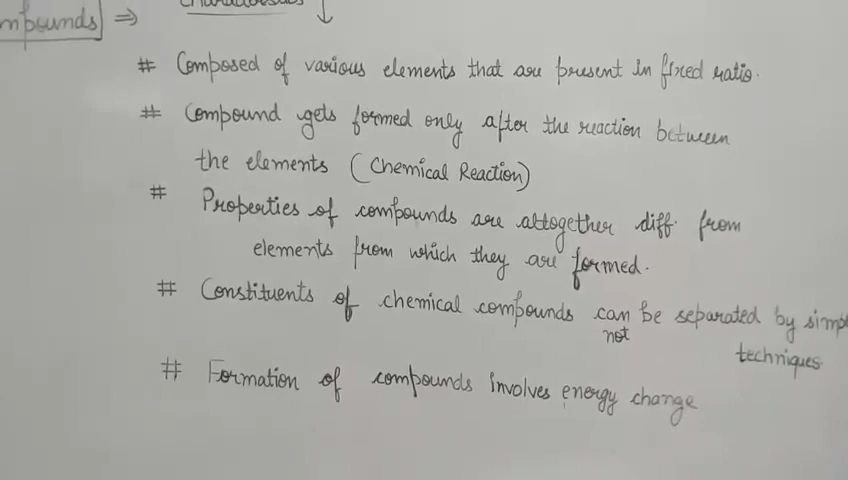 mpounds] ⇒ Characteristics ↓
# Composed of various elements that are present in fixed ratio.
# Compound gets formed only after the reaction between
the elements (Chemical Reaction)
# Properties of compounds are altogether diff. from
elements from which they are formed.
# Constituents of chemical compounds can be separated by simpl
not
techniques.
# Formation of compounds involves energy change